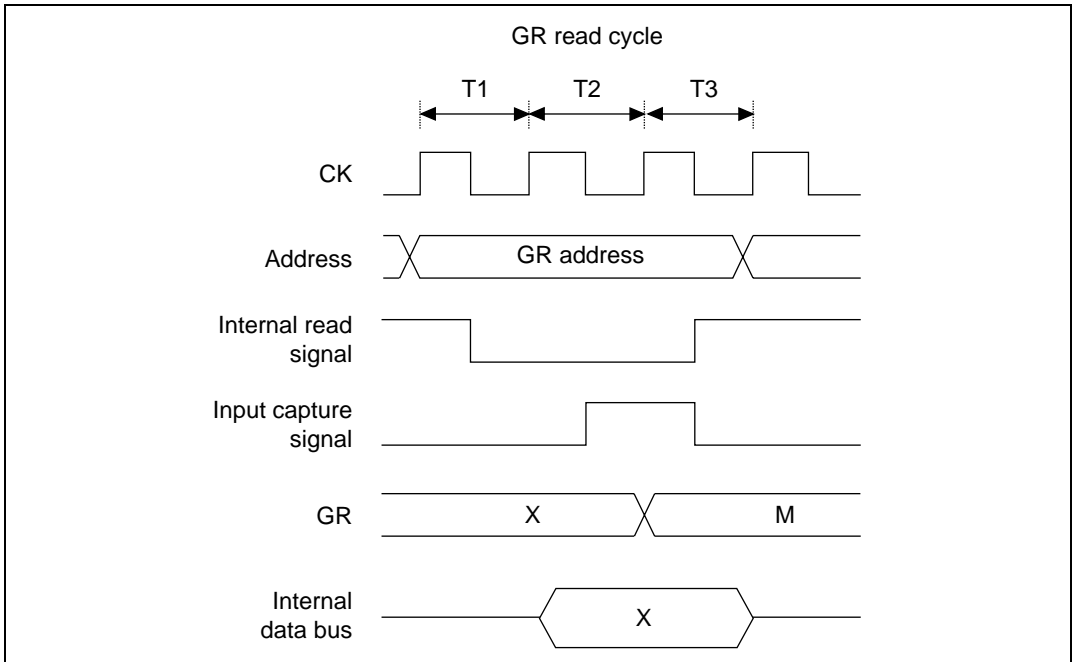 GR read cycle
T1 T2 T3
CK
Address GR address
Internal read
signal
Input capture
signal
GR X M
Internal
data bus X